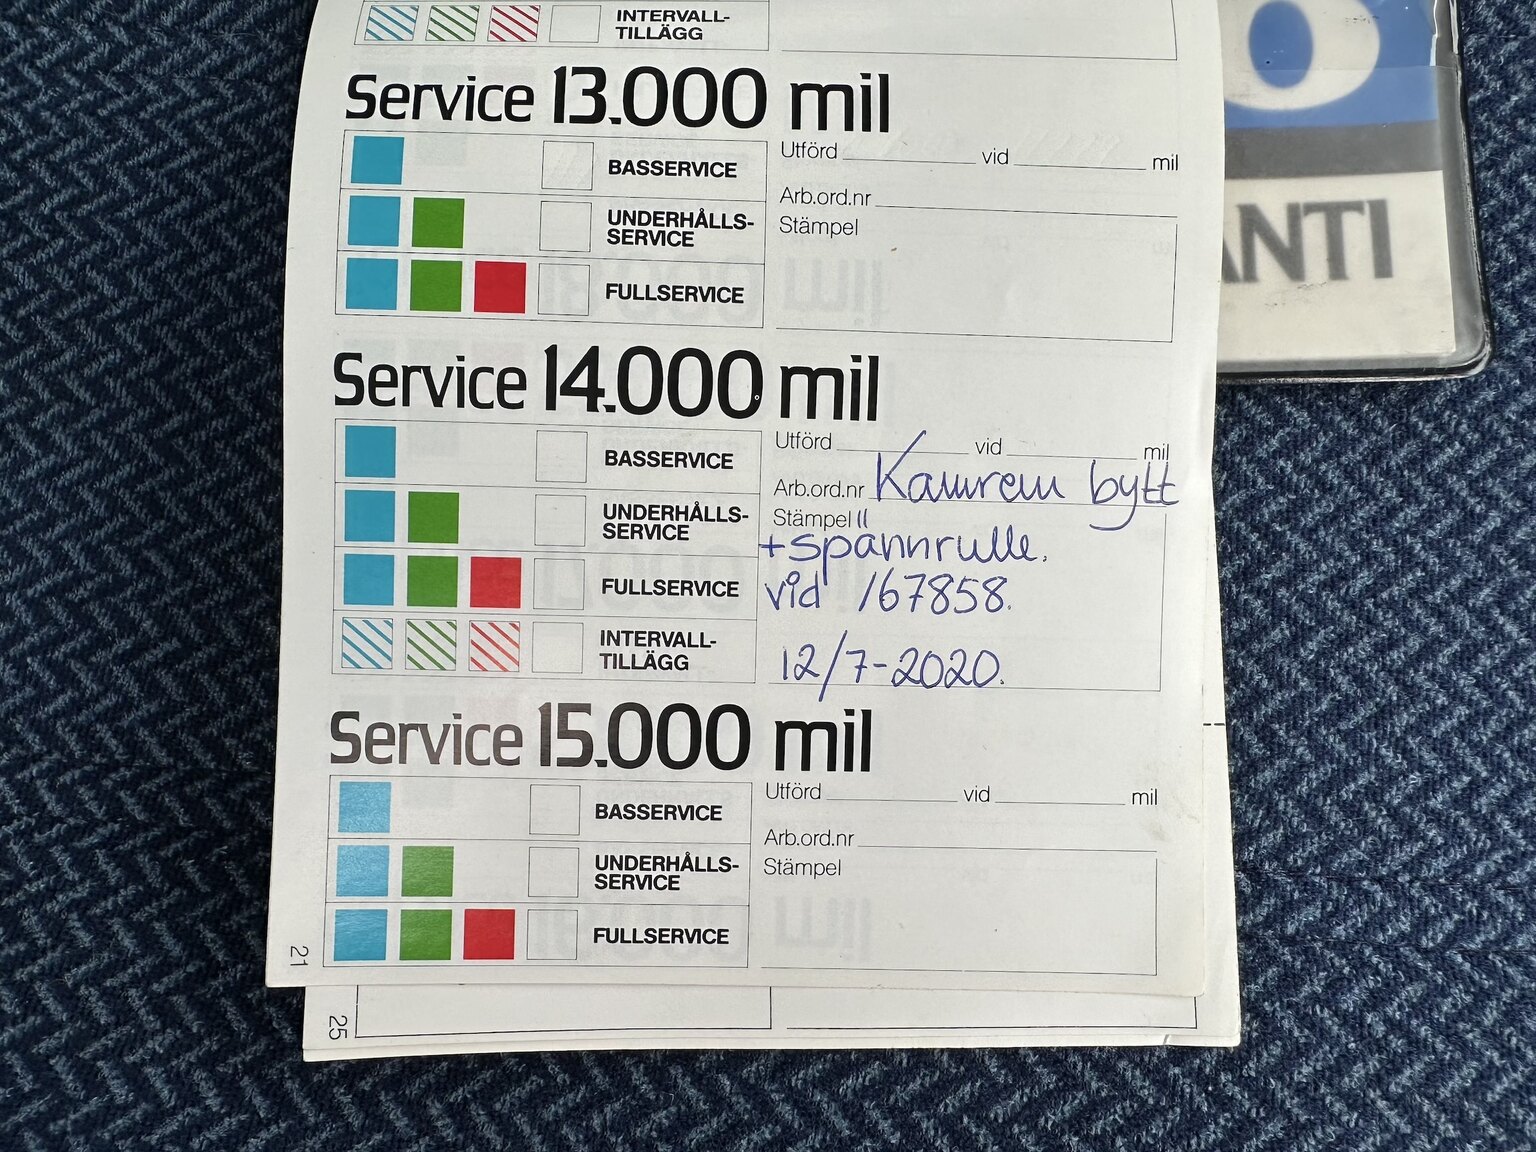 INTERVALL-
TILLÄGG
Service 13.000 mil
BASSERVICE
UNDERHÅLLS-
SERVICE
FULLSERVICE
Utförd vid mil
Arb.ord.nr
Stämpel
Service 14.000 mil
BASSERVICE
UNDERHÅLLS-
SERVICE
FULLSERVICE
INTERVALL-
TILLÄGG
Utförd vid mil
Arb.ord.nr Kamrem bytt
Stämpel
+spännrulle.
vid 167858.
12/7-2020.
Service 15.000 mil
BASSERVICE
UNDERHÅLLS-
SERVICE
FULLSERVICE
Utförd vid mil
Arb.ord.nr
Stämpel
21
25